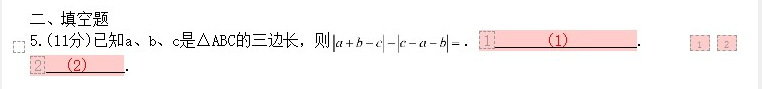 二、填空题
5.(11分)已知a、b、c是△ABC的三边长，则|a+b-c|-|c-a-b|=． 1 (1) ． 1 2
2 (2) ．